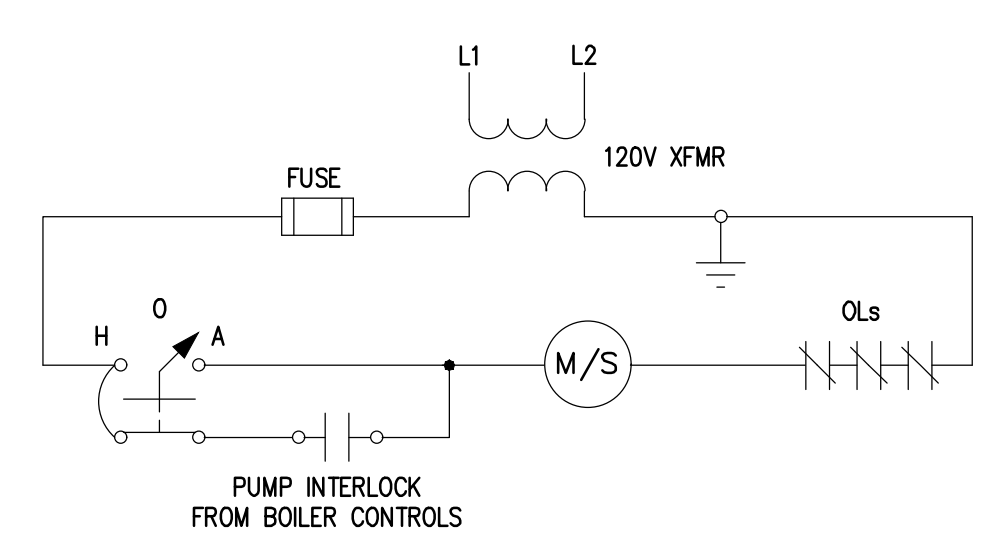 L1
L2
120V XFMR
FUSE
O
H
A
OLs
M/S
PUMP INTERLOCK
FROM BOILER CONTROLS